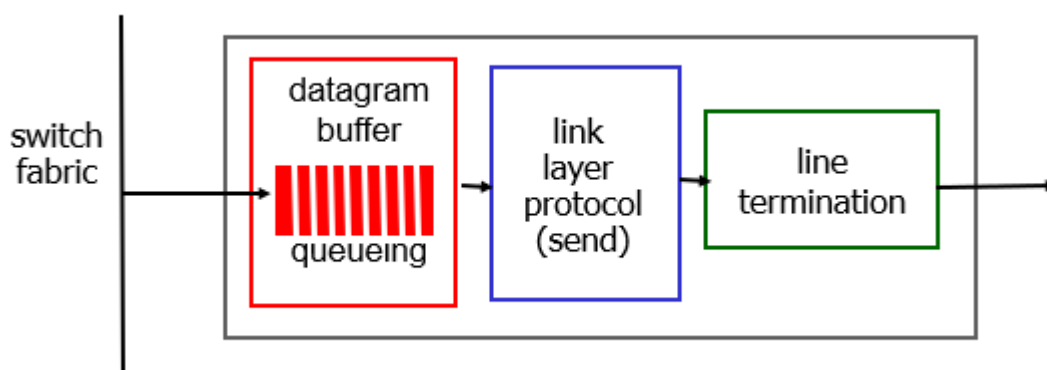 switch
fabric
datagram
buffer
queueing
link
layer
protocol
(send)
line
termination